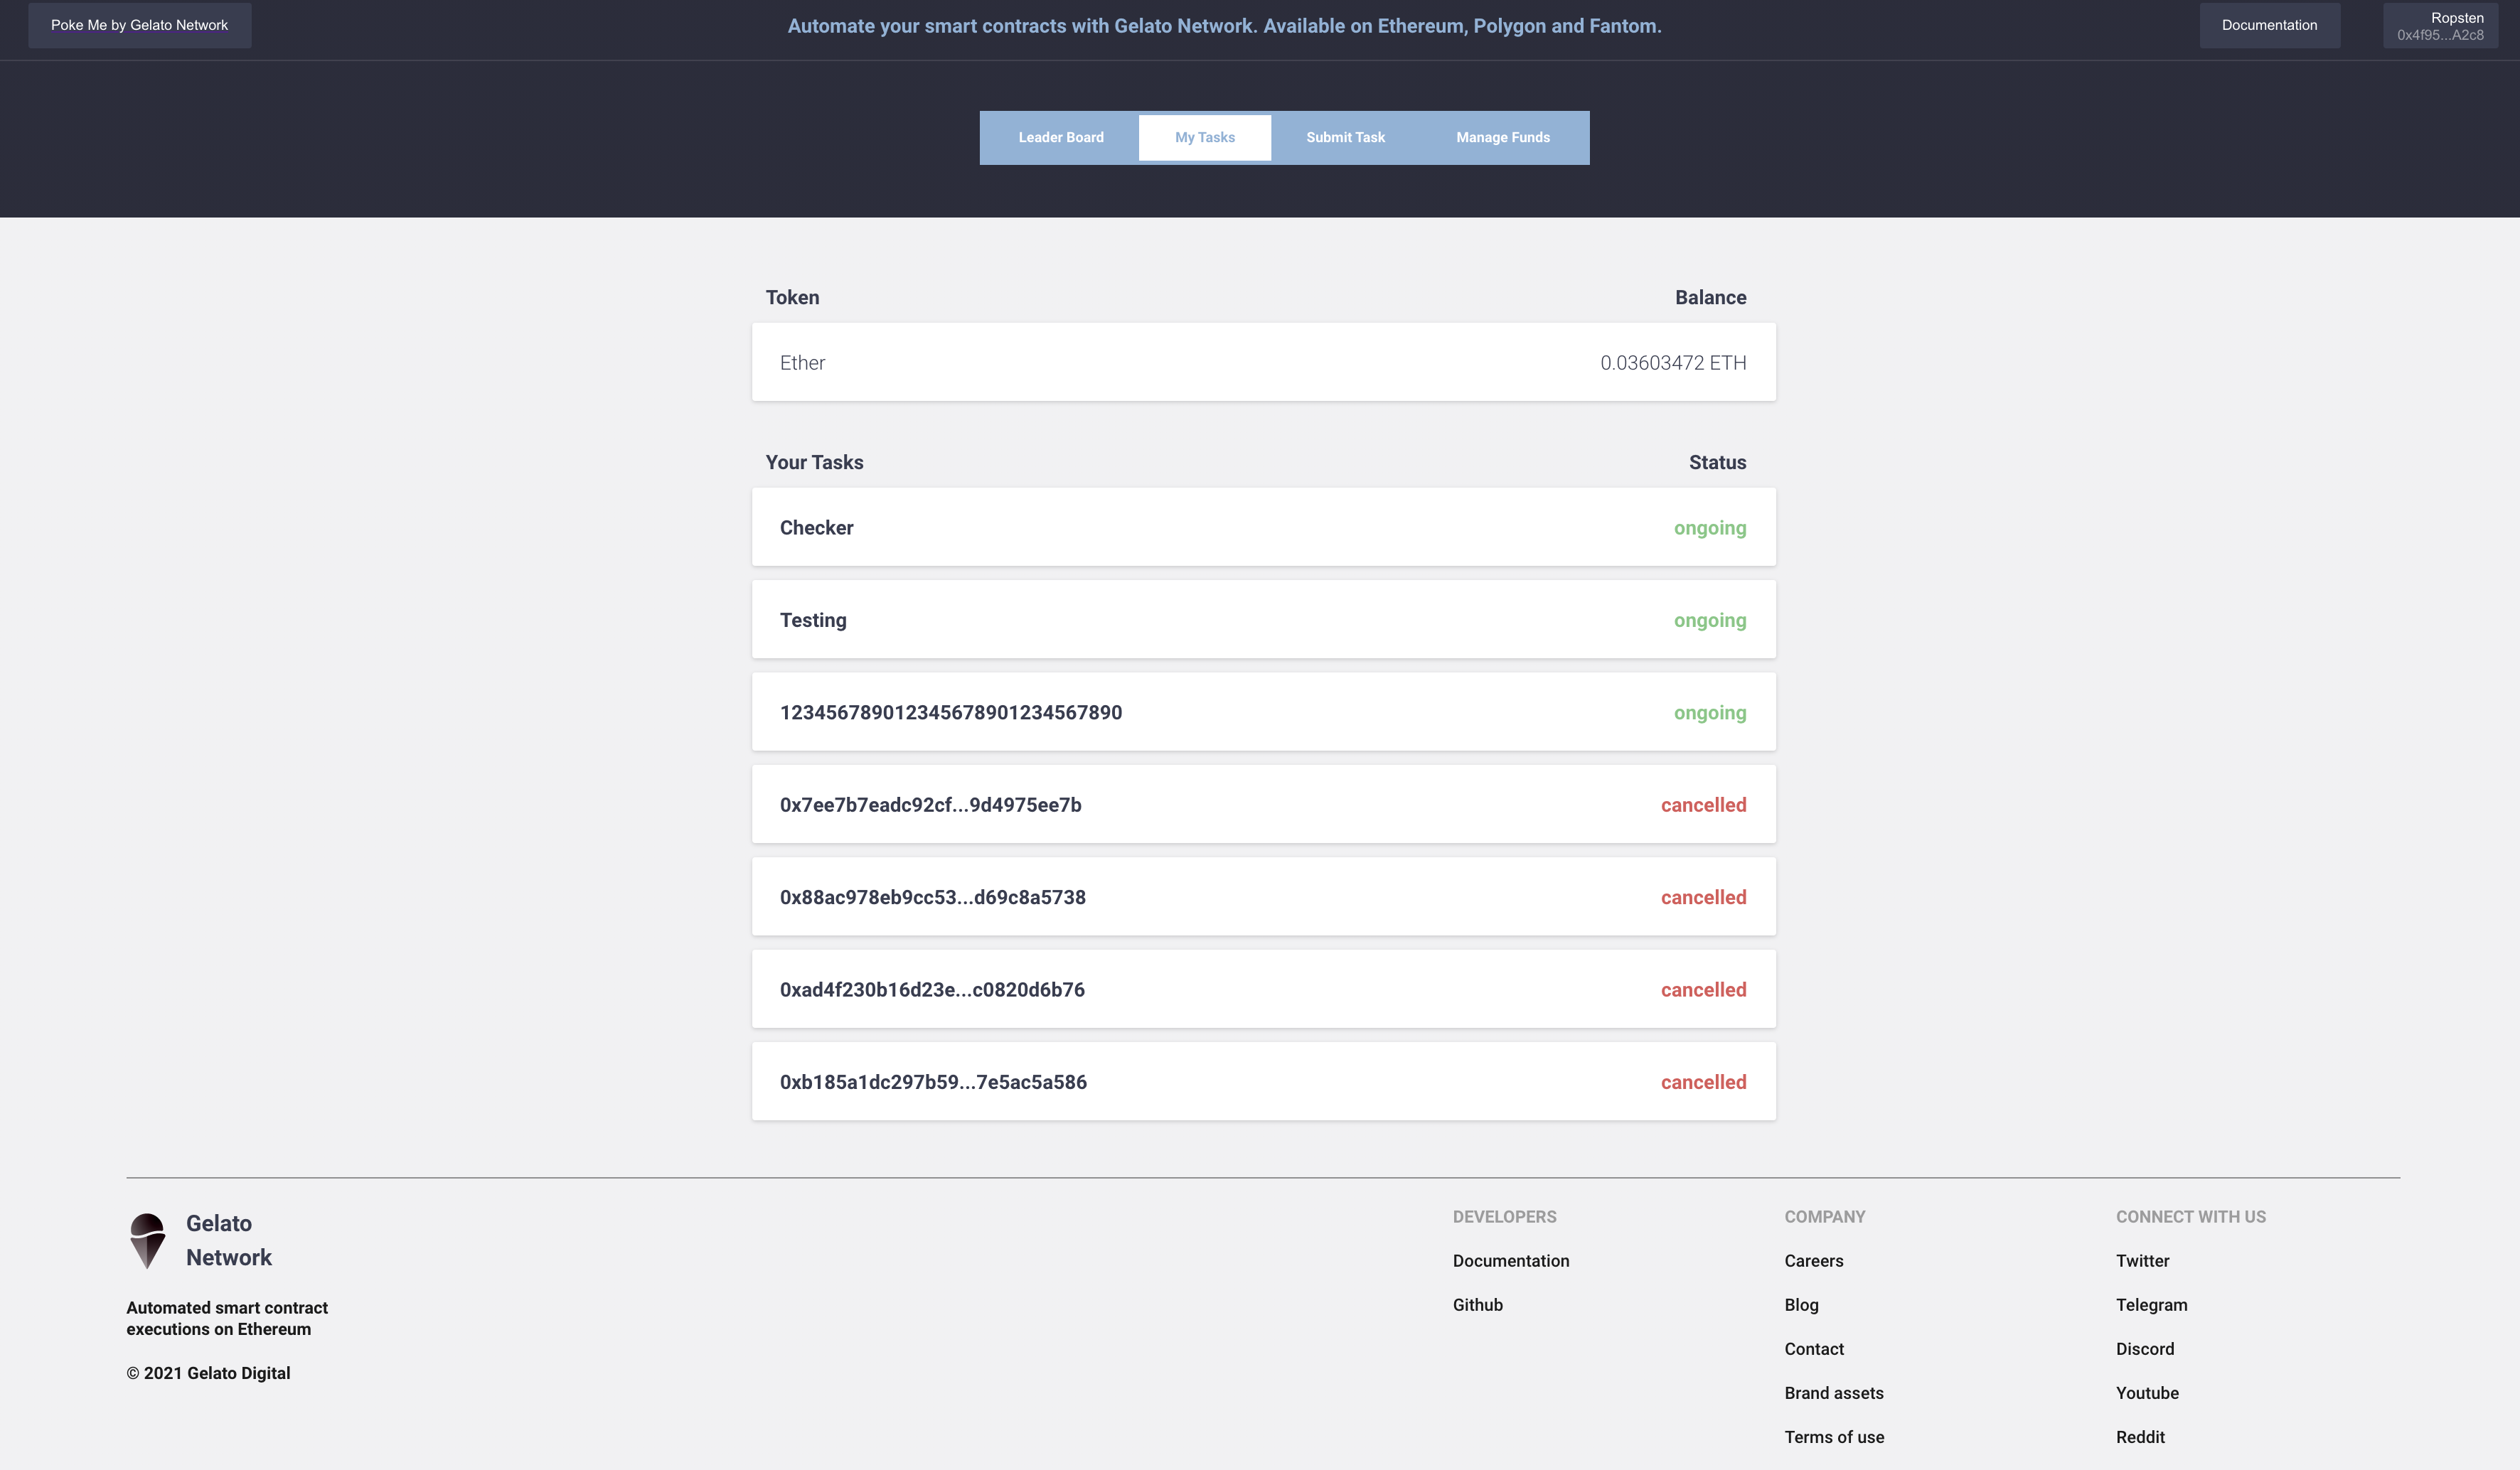 Poke Me by Gelato Network
Automate your smart contracts with Gelato Network. Available on Ethereum, Polygon and Fantom.
Documentation
Ropsten
0x4f95...A2c8
Leader Board
My Tasks
Submit Task
Manage Funds
Token
Balance
Ether
0.03603472 ETH
Your Tasks
Status
Checker
ongoing
Testing
ongoing
123456789012345678901234567890
ongoing
0x7ee7b7eadc92cf...9d4975ee7b
cancelled
0x88ac978eb9cc53...d69c8a5738
cancelled
0xad4f230b16d23e...c0820d6b76
cancelled
0xb185a1dc297b59...7e5ac5a586
cancelled
Gelato
Network
Automated smart contract
executions on Ethereum
© 2021 Gelato Digital
DEVELOPERS
Documentation
Github
COMPANY
Careers
Blog
Contact
Brand assets
Terms of use
CONNECT WITH US
Twitter
Telegram
Discord
Youtube
Reddit